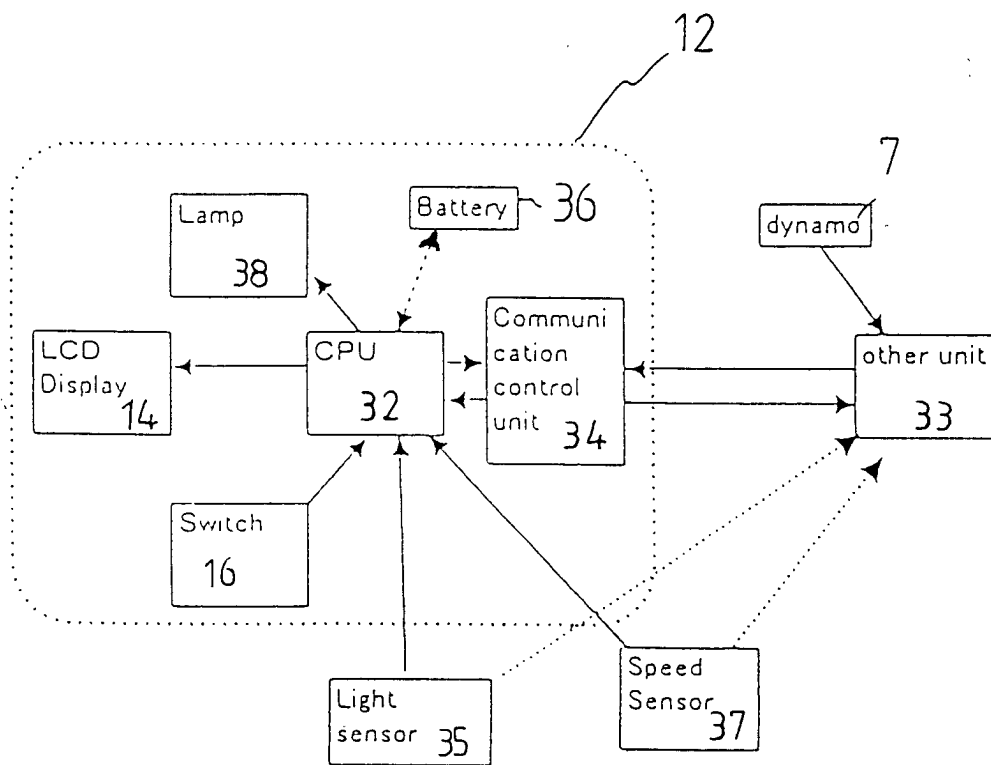 12
7
Lamp
38
Battery
36
dynamo
LCD
Display
14
CPU
32
Communi
cation
control
unit
34
other unit
33
Switch
16
Light
sensor
35
Speed
Sensor
37